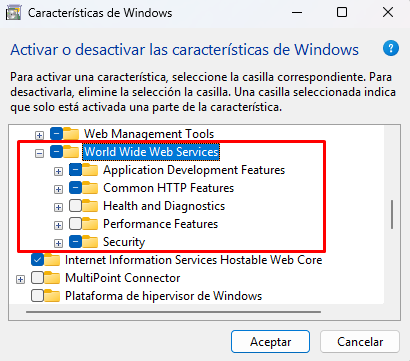 Características de Windows
Activar o desactivar las características de Windows
Para activar una característica, seleccione la casilla correspondiente. Para
desactivarla, elimine la selección la casilla. Una casilla seleccionada indica
que solo está activada una parte de la característica.
Web Management Tools
World Wide Web Services
Application Development Features
Common HTTP Features
Health and Diagnostics
Performance Features
Security
Internet Information Services Hostable Web Core
MultiPoint Connector
Plataforma de hipervisor de Windows
Aceptar
Cancelar